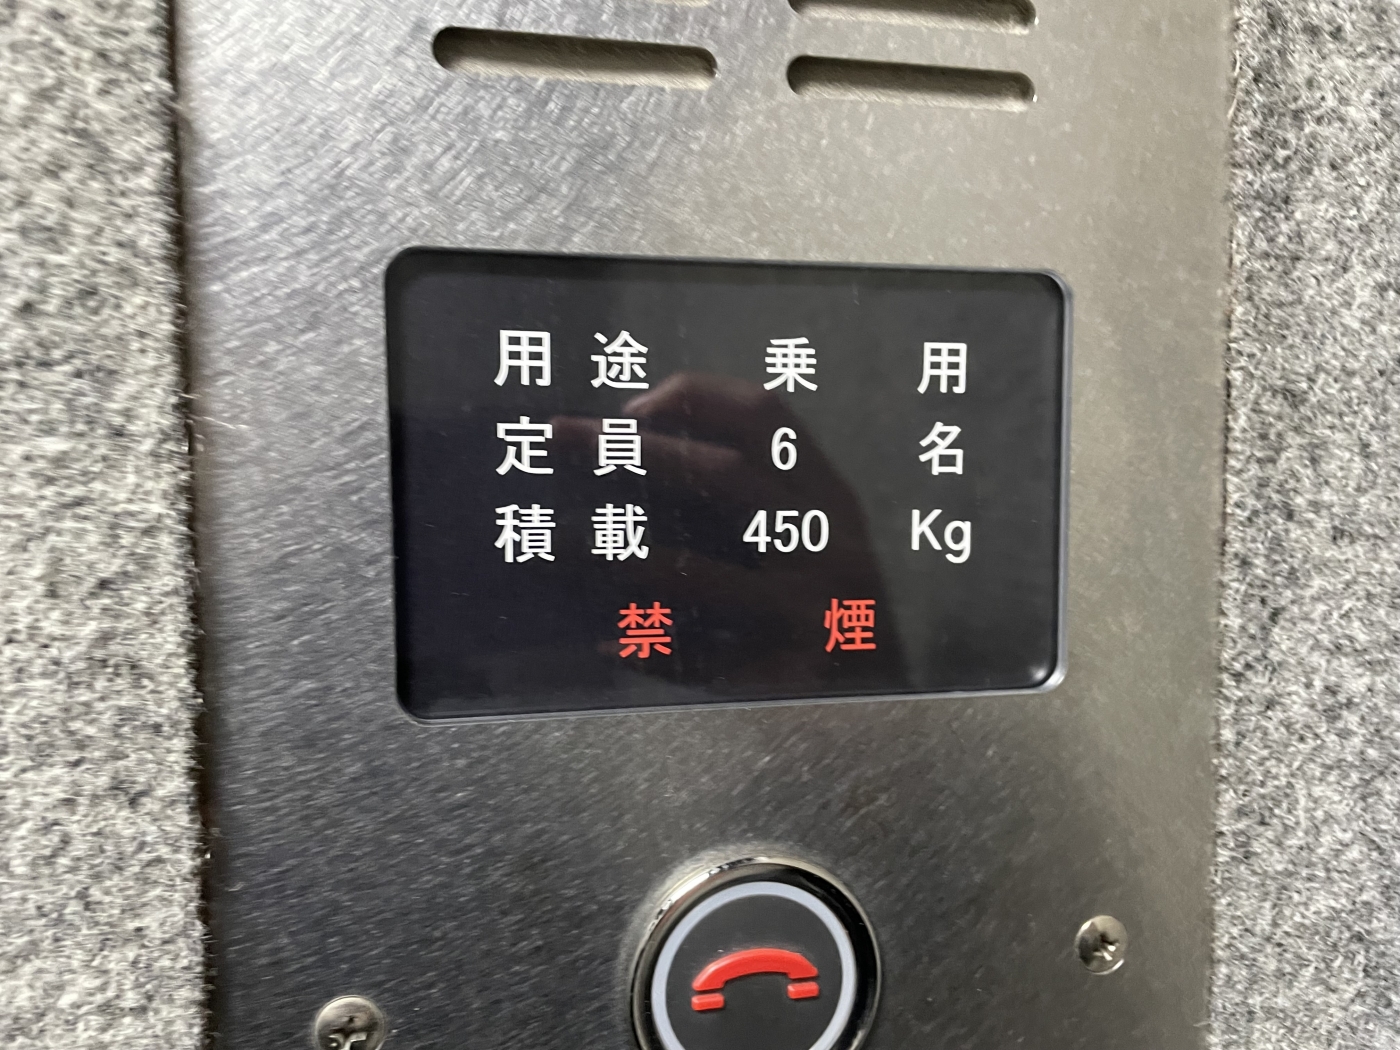 用途 乗用
定員 6 名
積載 450 Kg
禁煙